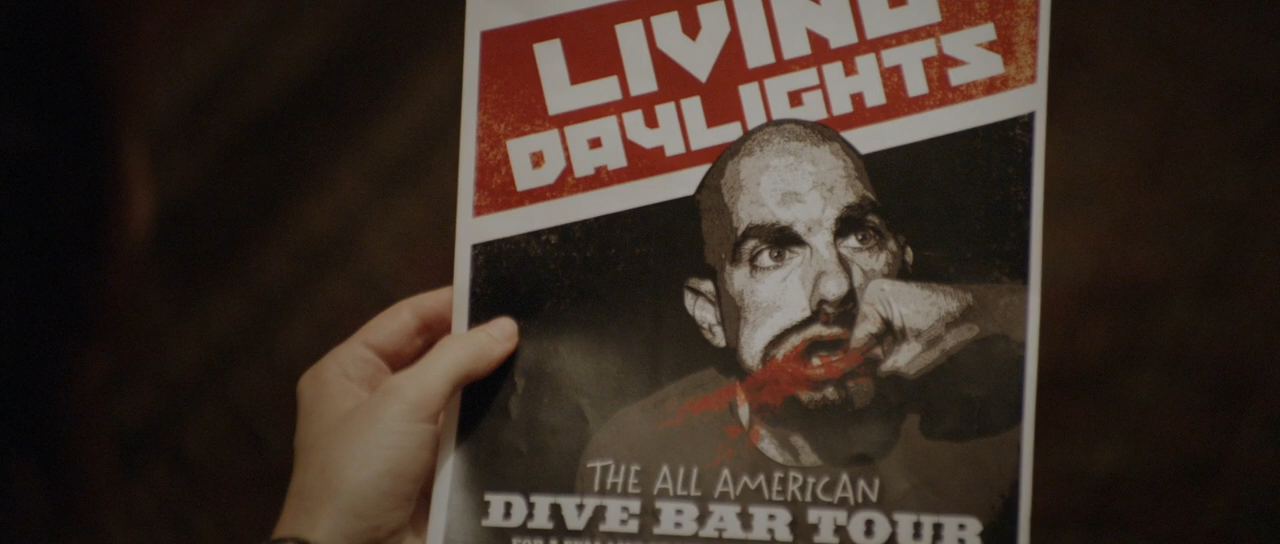 LIVING
DAYLIGHTS
THE ALL AMERICAN
DIVE BAR TOUR